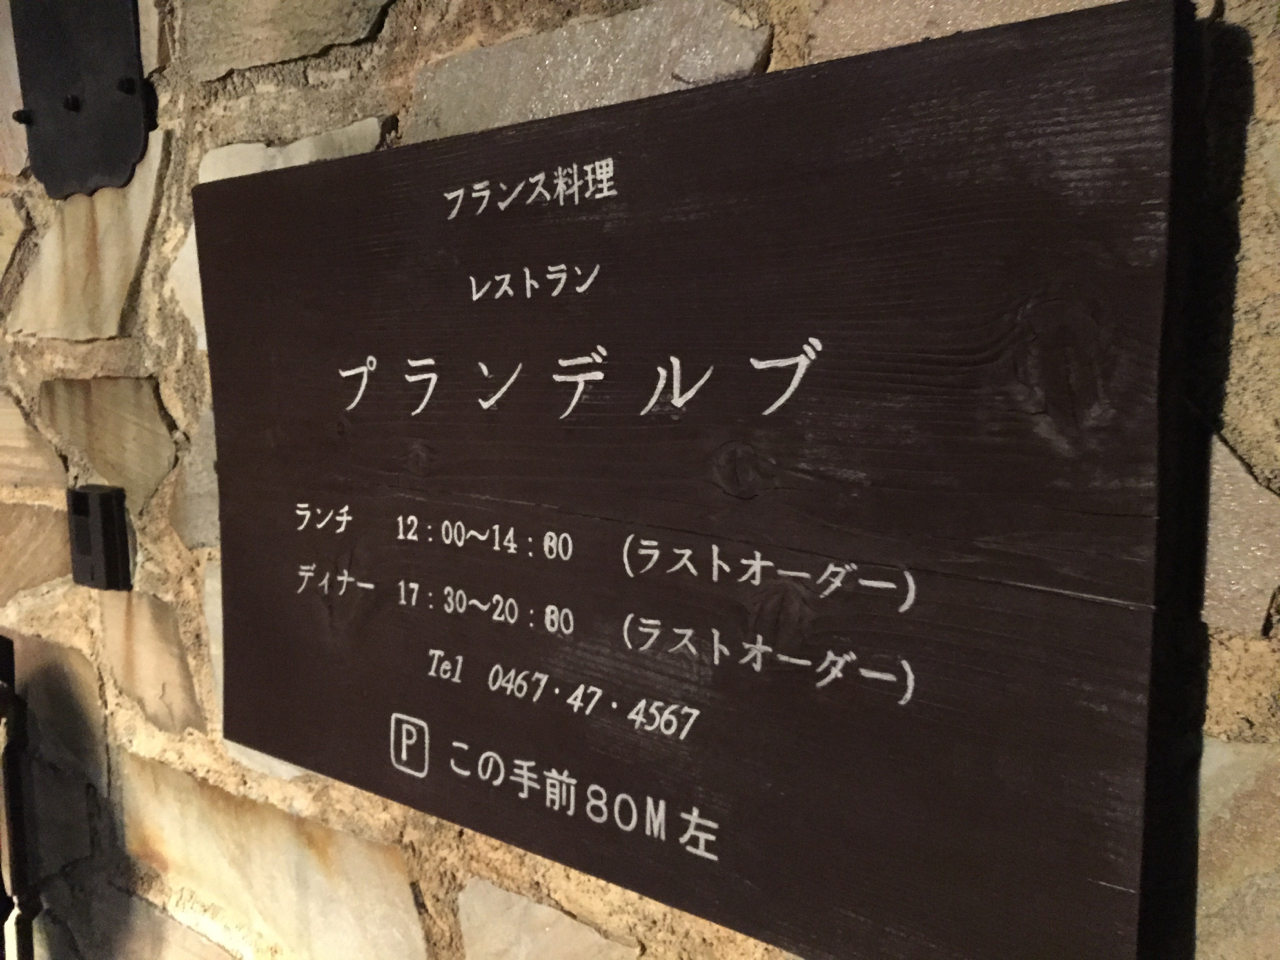 フランス料理
レストラン
プランデルブ
ランチ 12:00〜14:00 (ラストオーダー)
ディナー 17:30〜20:00 (ラストオーダー)
Tel 0467・47・4567
P この手前80M左